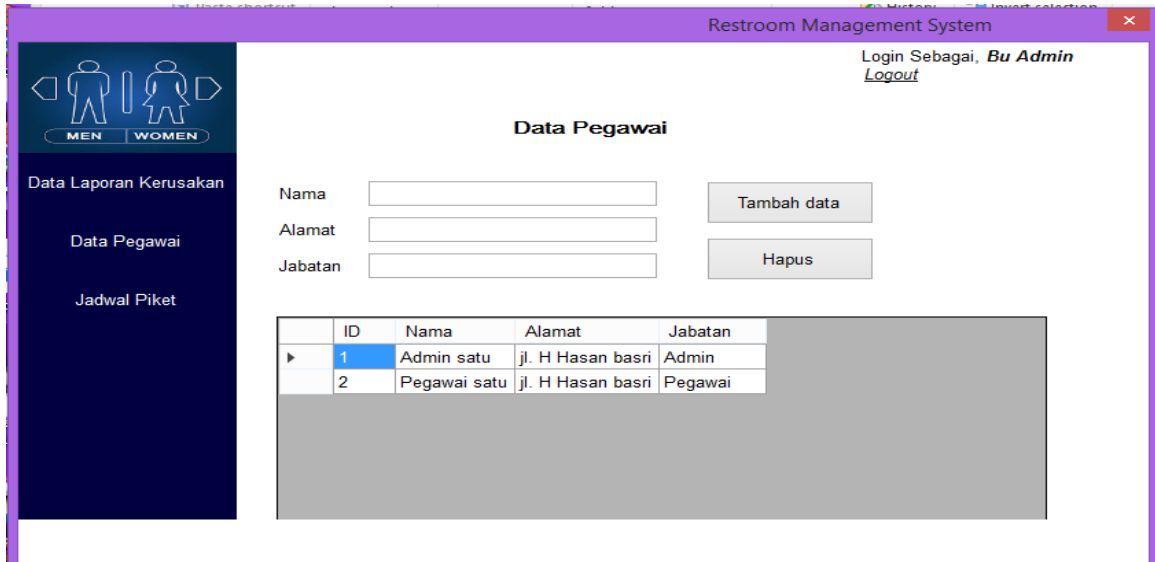 Restroom Management System
Login Sebagai, Bu Admin
Logout
MEN WOMEN
Data Laporan Kerusakan
Data Pegawai
Jadwal Piket
Data Pegawai
Nama
Alamat
Jabatan
Tambah data
Hapus
ID Nama Alamat Jabatan
1 Admin satu jl. H Hasan basri Admin
2 Pegawai satu jl. H Hasan basri Pegawai